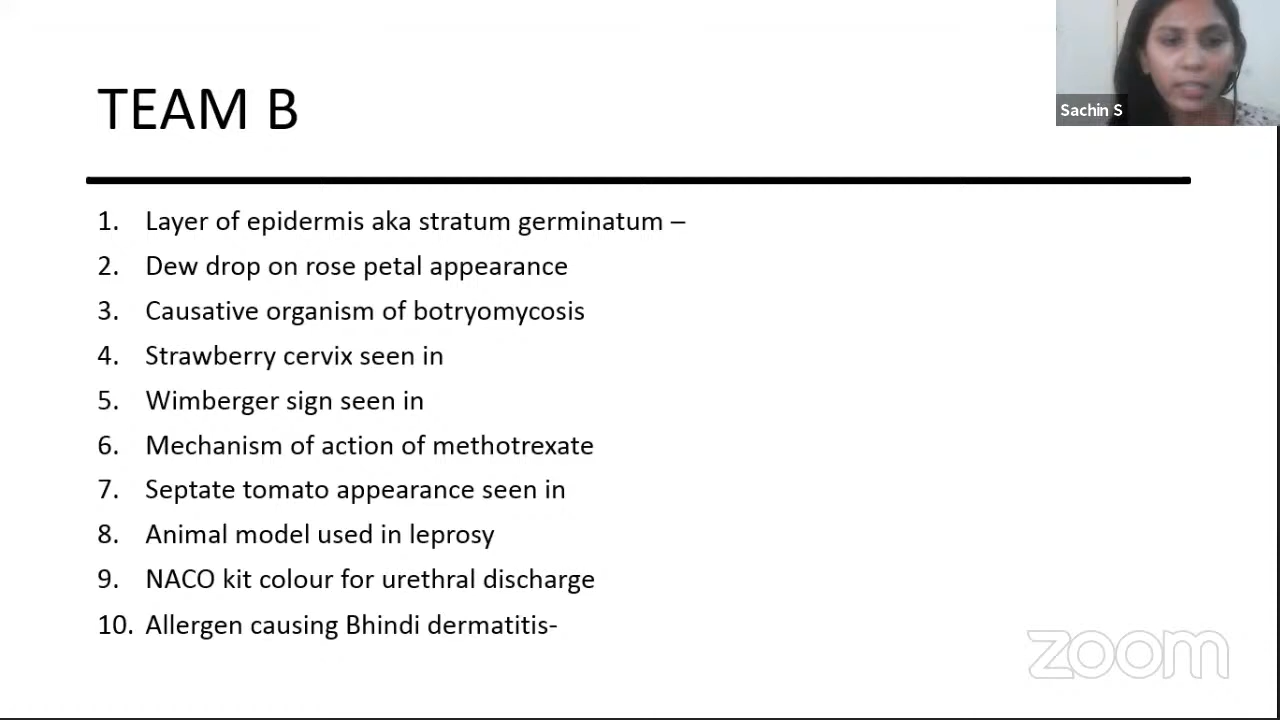 Sachin S
TEAM B
1. Layer of epidermis aka stratum germinatum –
2. Dew drop on rose petal appearance
3. Causative organism of botryomycosis
4. Strawberry cervix seen in
5. Wimberger sign seen in
6. Mechanism of action of methotrexate
7. Septate tomato appearance seen in
8. Animal model used in leprosy
9. NACO kit colour for urethral discharge
10. Allergen causing Bhindi dermatitis-
zoom